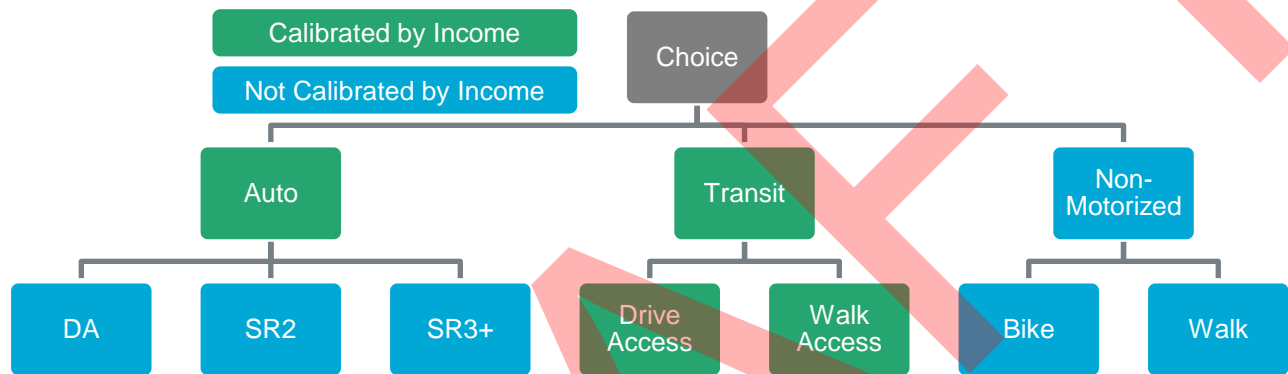 Calibrated by Income
Choice
Not Calibrated by Income
Auto
Transit
Non-
Motorized
DA
SR2
SR3+
Drive
Access
Walk
Access
Bike
Walk